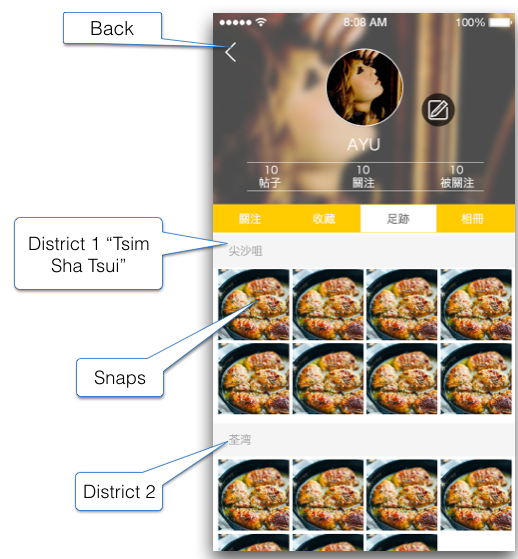 Back
8:08 AM
100%
AYU
10 10 10
帖子 關注 被關注
關注 收藏 足跡 相冊
District 1 “Tsim
Sha Tsui”
尖沙咀
Snaps
荃湾
District 2